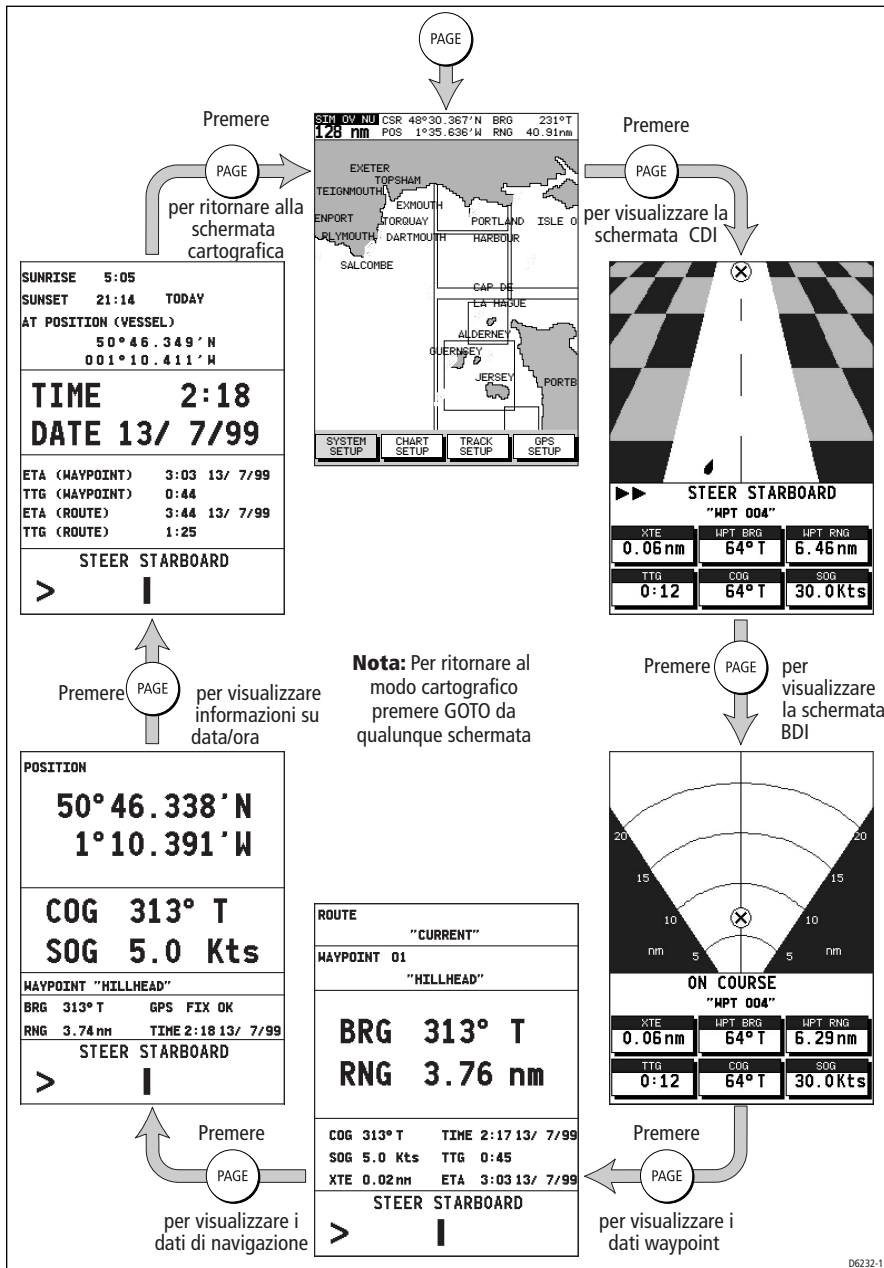 PAGE
Premere
PAGE
per ritornare alla
schermata
cartografica
SIM OV NU CSR 48°30.367'N BRG 231°T
128 nm POS 1°35.636'W RNG 40.91nm
EXETER
TOPSHAM
TEIGNMOUTH
EXMOUTH
ENPORT
TORQUAY
PORTLAND
ISLE O
PLYMOUTH
DARTMOUTH
HARBOUR
SALCOMBE
CAP DE
LA HAGUE
ALDERNEY
GUERNSEY
JERSEY
PORTB
SYSTEM SETUP
CHART SETUP
TRACK SETUP
GPS SETUP
Premere
PAGE
per visualizzare la
schermata CDI
STEER STARBOARD
"WPT 004"
XTE WPT BRG WPT RNG
0.06nm 64°T 6.46nm
TTG COG SOG
0:12 64°T 30.0Kts
Premere
PAGE
per
visualizzare
la schermata
BDI
20 20
15 15
10 10
nm 5 5 nm
ON COURSE
"WPT 004"
XTE WPT BRG WPT RNG
0.06nm 64°T 6.29nm
TTG COG SOG
0:12 64°T 30.0Kts
Premere
PAGE
per visualizzare i
dati waypoint
ROUTE
"CURRENT"
WAYPOINT 01
"HILLHEAD"
BRG 313° T
RNG 3.76 nm
COG 313°T TIME 2:17 13/ 7/99
SOG 5.0 Kts TTG 0:45
XTE 0.02nm ETA 3:03 13/ 7/99
STEER STARBOARD
>
Premere
PAGE
per visualizzare i
dati di navigazione
POSITION
50°46.338'N
1°10.391'W
COG 313° T
SOG 5.0 Kts
WAYPOINT "HILLHEAD"
BRG 313°T GPS FIX OK
RNG 3.74nm TIME 2:18 13/ 7/99
STEER STARBOARD
>
Premere
PAGE
per visualizzare
informazioni su
data/ora
SUNRISE 5:05
SUNSET 21:14 TODAY
AT POSITION (VESSEL)
50°46.349'N
001°10.411'W
TIME 2:18
DATE 13/ 7/99
ETA (WAYPOINT) 3:03 13/ 7/99
TTG (WAYPOINT) 0:44
ETA (ROUTE) 3:44 13/ 7/99
TTG (ROUTE) 1:25
STEER STARBOARD
>
Nota: Per ritornare al
modo cartografico
premere GOTO da
qualunque schermata
D6232-1